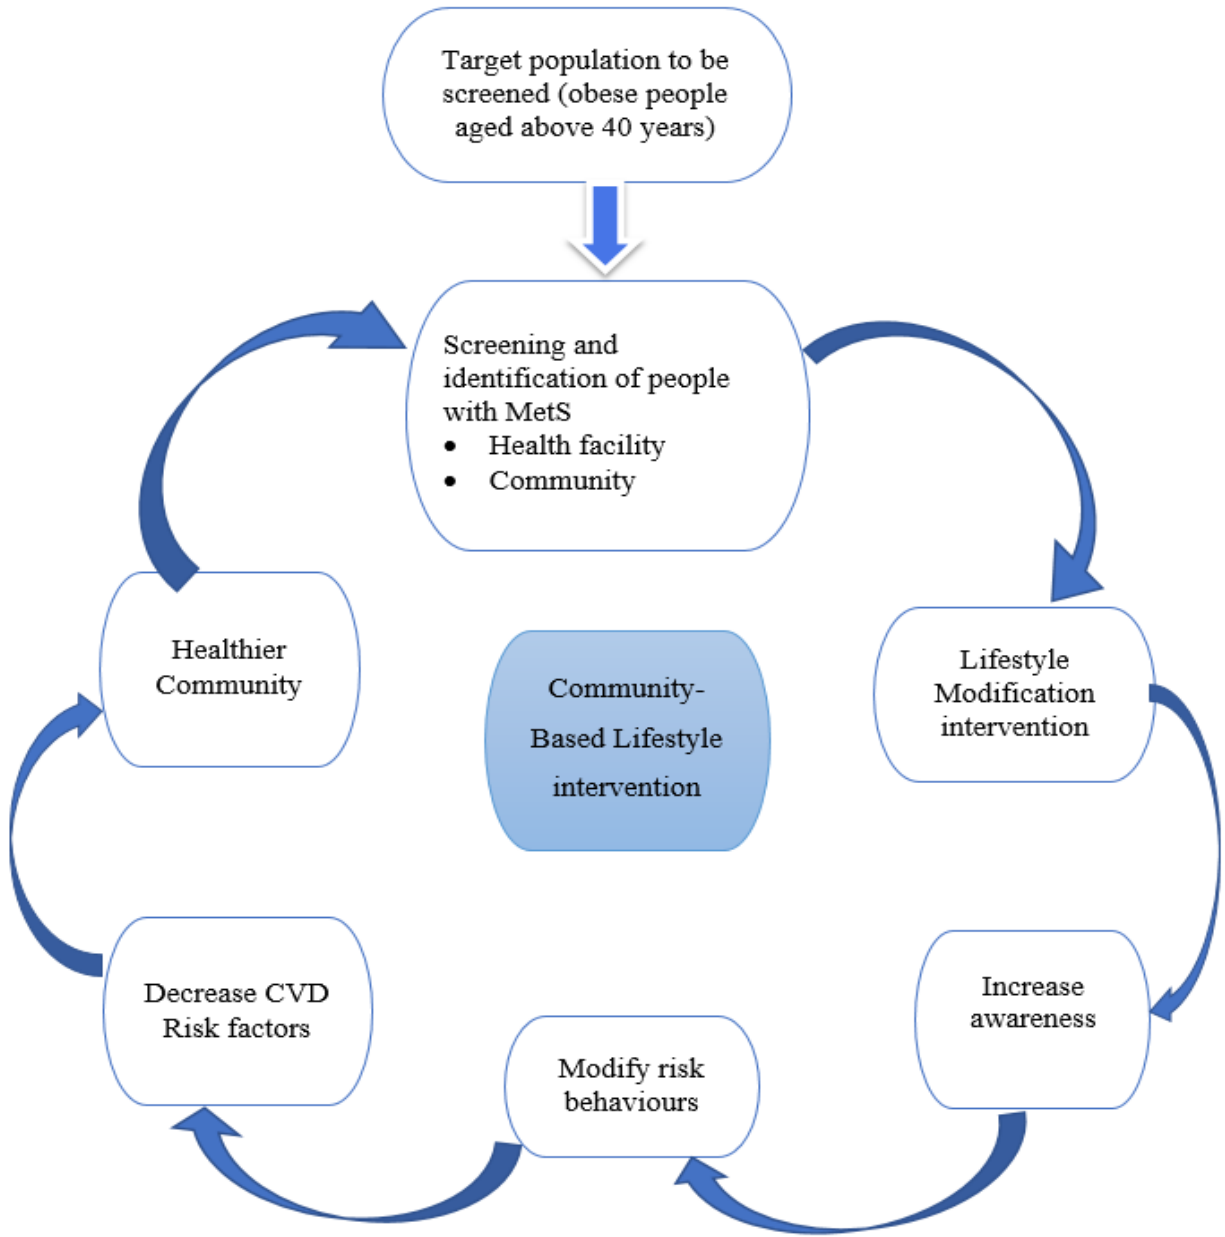 Target population to be
screened (obese people
aged above 40 years)
Screening and
identification of people
with MetS
• Health facility
• Community
Lifestyle
Modification
intervention
Increase
awareness
Modify risk
behaviours
Decrease CVD
Risk factors
Healthier
Community
Community-
Based Lifestyle
intervention